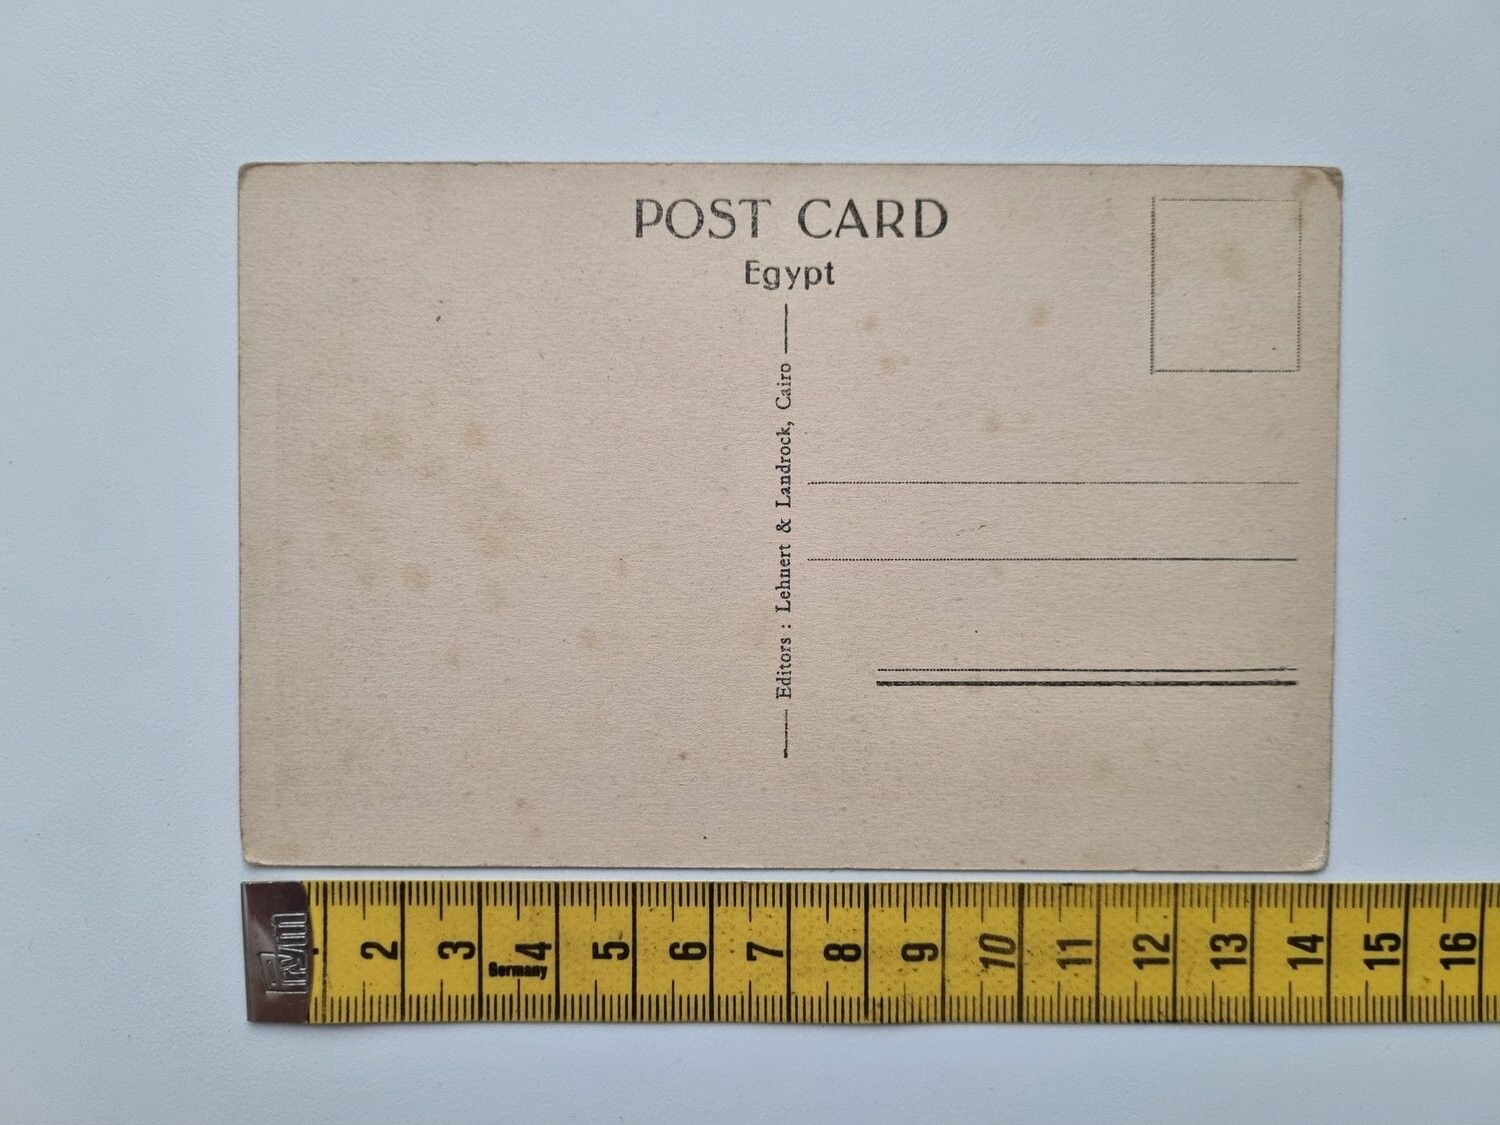 POST CARD
Egypt
Editors : Lehnert & Landrock, Cairo
Prym
2 3 4 5 6 7 8 9 10 11 12 13 14 15 16
Germany